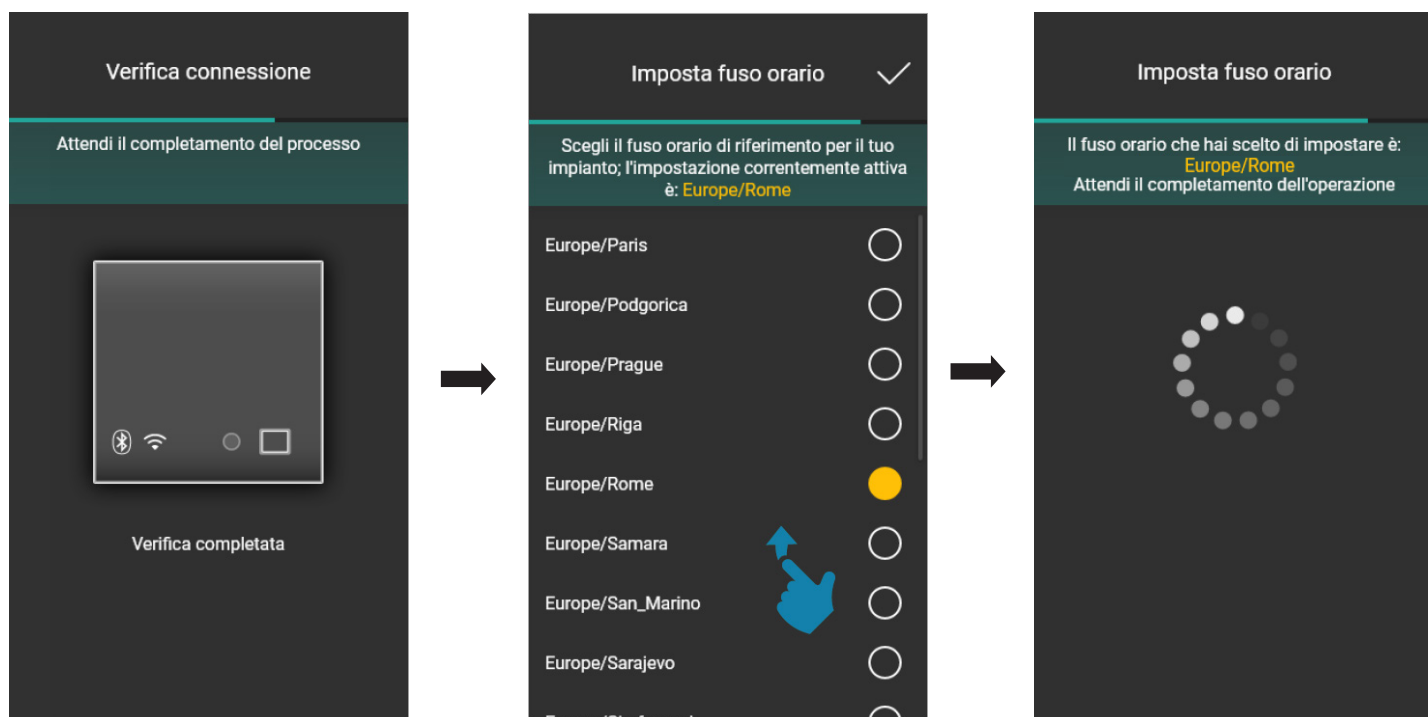 Verifica connessione
Attendi il completamento del processo
Verifica completata
Imposta fuso orario
Scegli il fuso orario di riferimento per il tuo
impianto; l'impostazione correntemente attiva
è: Europe/Rome
Europe/Paris
Europe/Podgorica
Europe/Prague
Europe/Riga
Europe/Rome
Europe/Samara
Europe/San_Marino
Europe/Sarajevo
Imposta fuso orario
Il fuso orario che hai scelto di impostare è:
Europe/Rome
Attendi il completamento dell'operazione